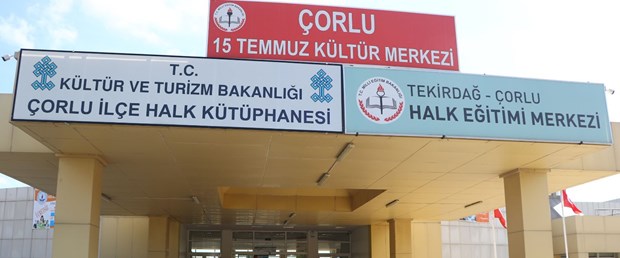 ÇORLU
15 TEMMUZ KÜLTÜR MERKEZİ
T.C.
KÜLTÜR VE TURİZM BAKANLIĞI
ÇORLU İLÇE HALK KÜTÜPHANESİ
TEKİRDAĞ - ÇORLU
HALK EĞİTİMİ MERKEZİ